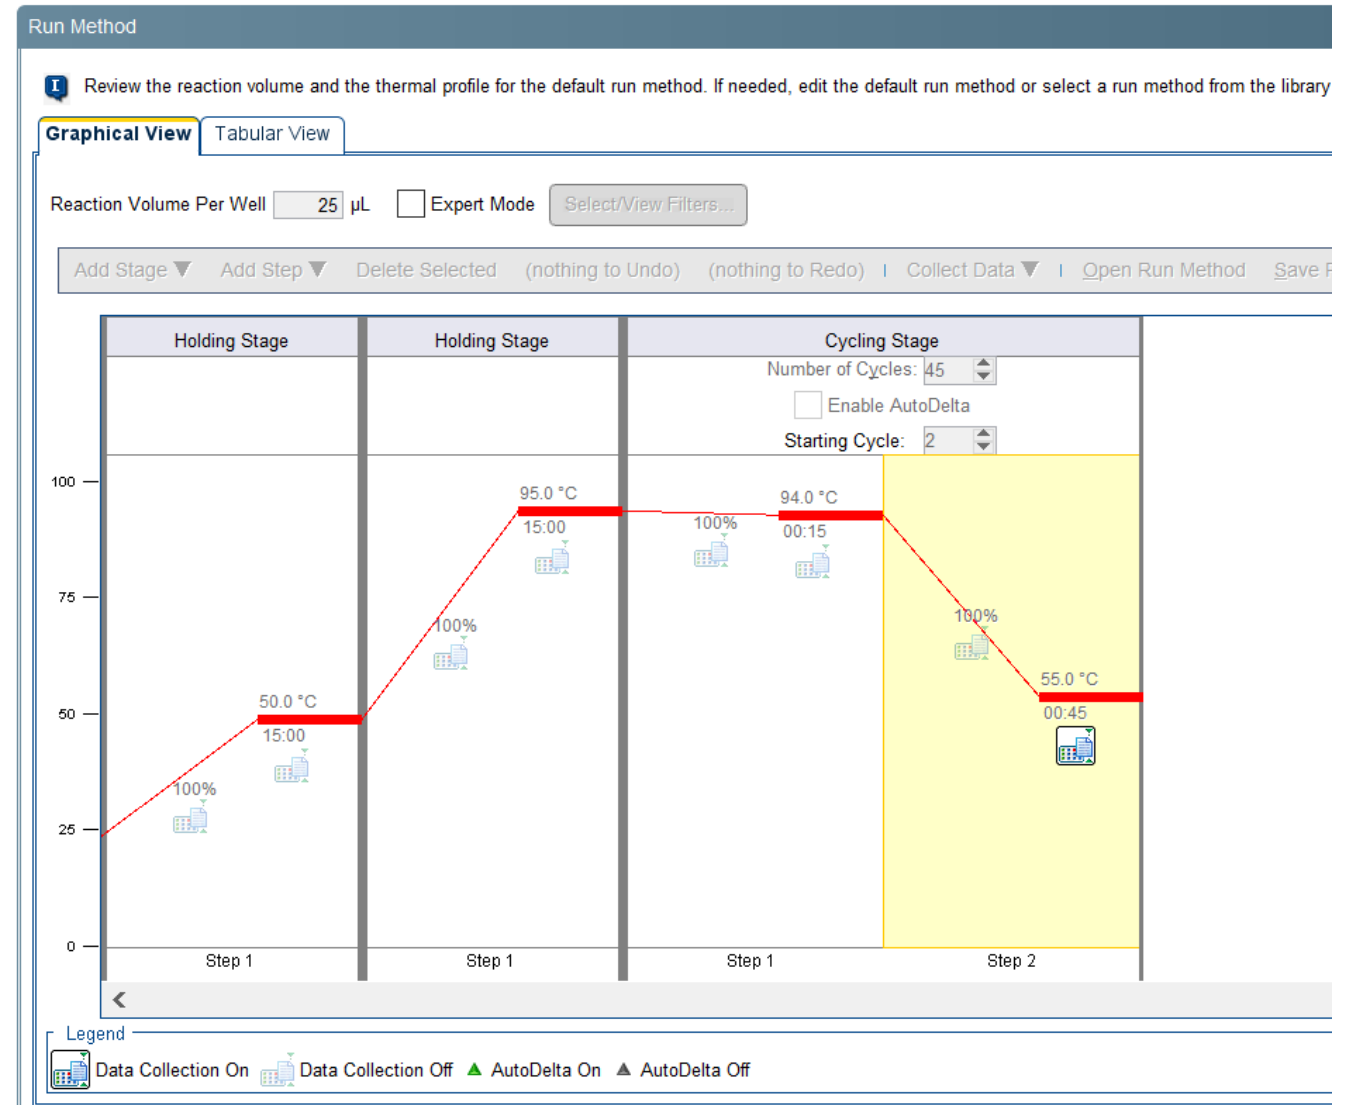 Run Method
Review the reaction volume and the thermal profile for the default run method. If needed, edit the default run method or select a run method from the library
Graphical View Tabular View
Reaction Volume Per Well 25 µL Expert Mode Select/View Filters...
Add Stage Add Step Delete Selected (nothing to Undo) (nothing to Redo) Collect Data Open Run Method Save
Holding Stage Holding Stage Cycling Stage
Number of Cycles: 45
Enable AutoDelta
Starting Cycle: 2
100
95.0 °C
94.0 °C
15:00
100%
00:15
75
100%
100%
55.0 °C
50.0 °C
50
00:45
15:00
100%
25
0
Step 1 Step 1 Step 1 Step 2
Legend
Data Collection On Data Collection Off AutoDelta On AutoDelta Off